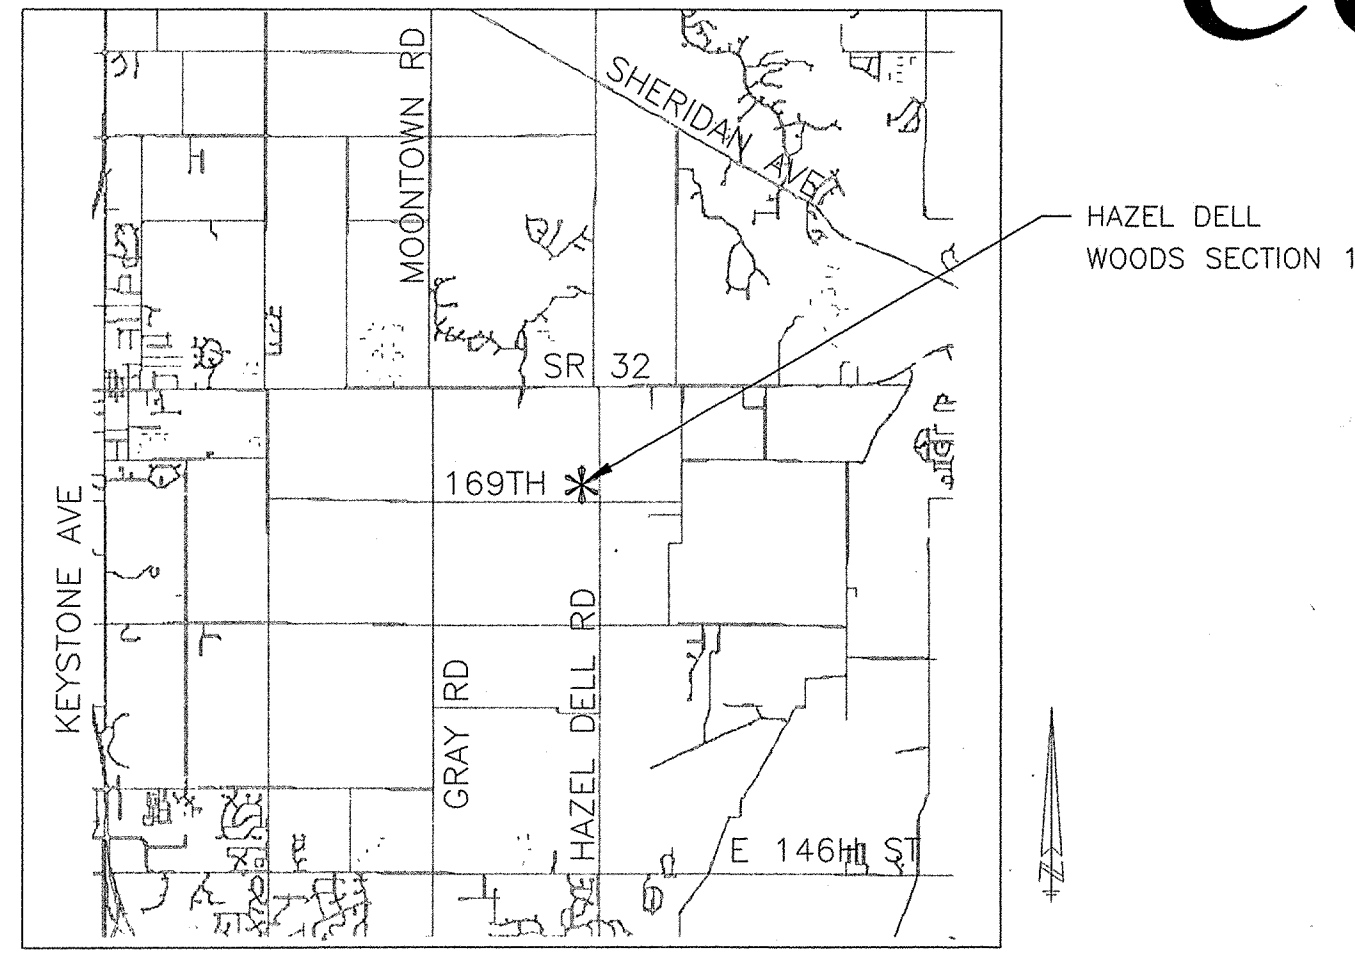 MOONTOWN RD
SHERIDAN AVE
HAZEL DELL
WOODS SECTION 1
SR 32
169TH
KEYSTONE AVE
GRAY RD
HAZEL DELL RD
E 146H ST
N